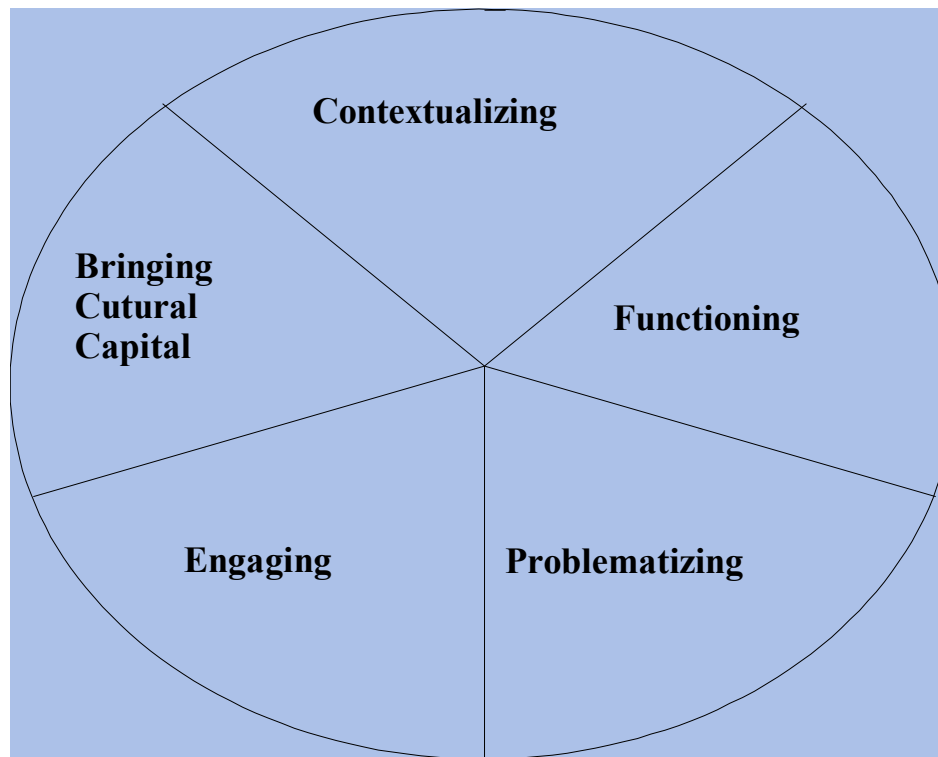 Contextualizing
Bringing
Cutural
Capital
Functioning
Engaging
Problematizing